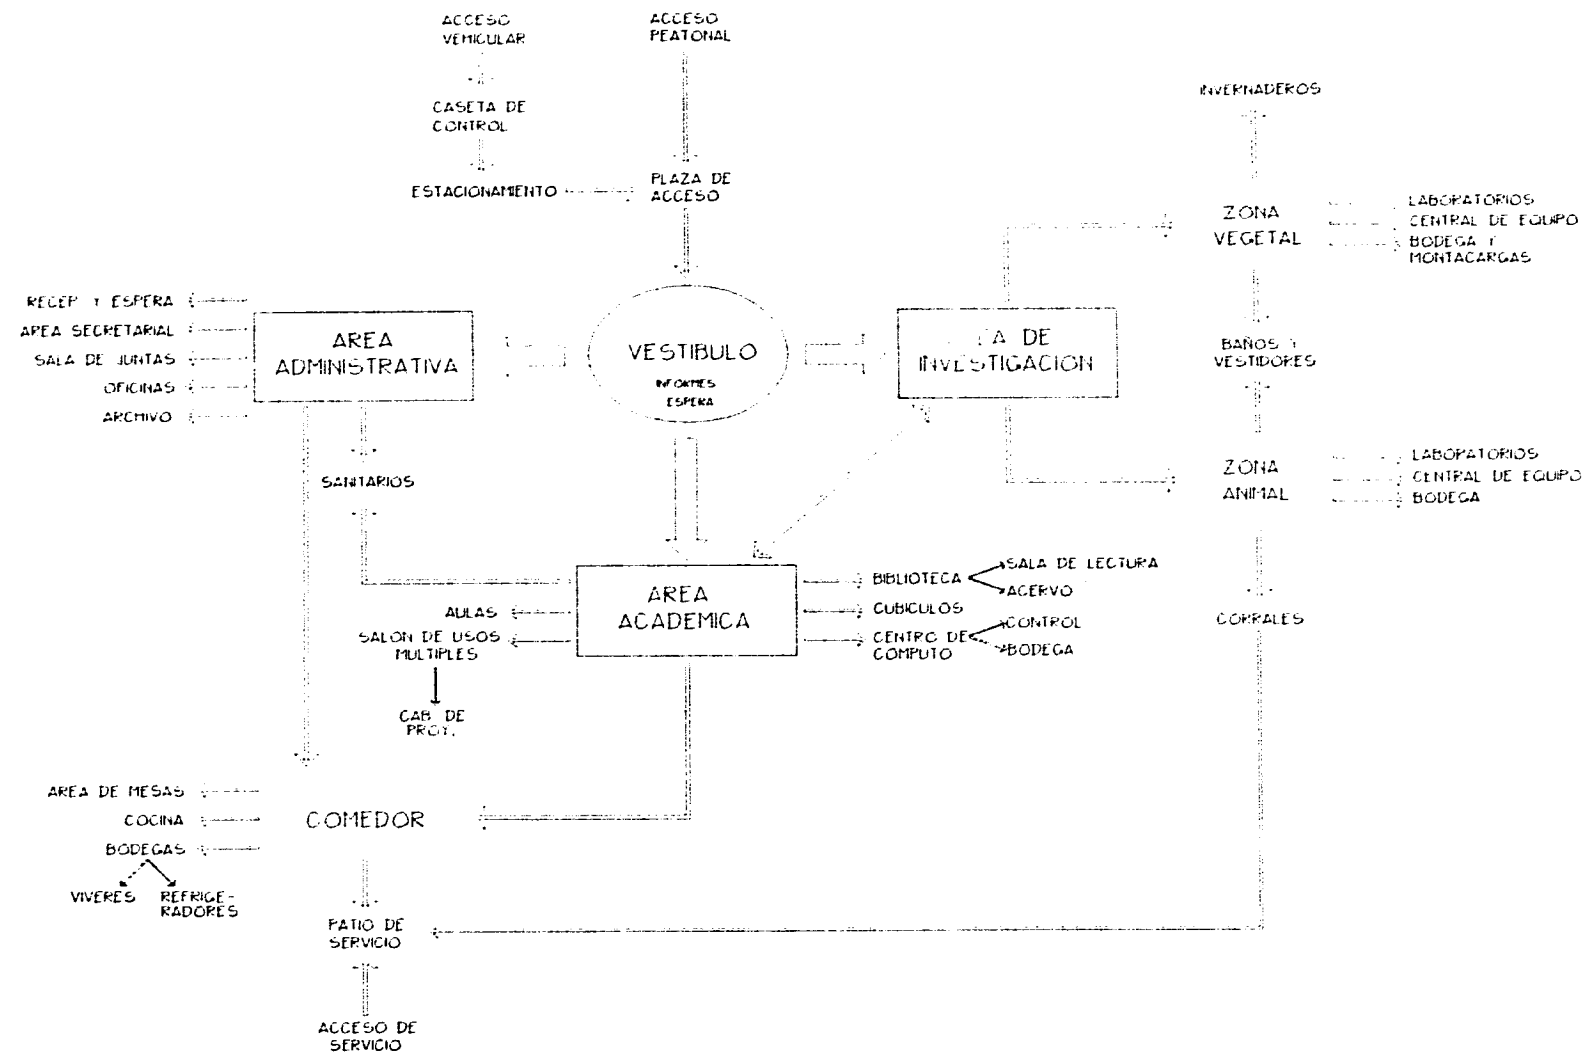 ACCESO
VEHICULAR
ACCESO
PEATONAL
CASETA DE
CONTROL
INVERNADEROS
ESTACIONAMIENTO
PLAZA DE
ACCESO
ZONA
VEGETAL
LABORATORIOS
CENTRAL DE EQUIPO
BODEGA Y
MONTACARGAS
RECEP Y ESPERA
AREA SECRETARIAL
SALA DE JUNTAS
OFICINAS
ARCHIVO
AREA
ADMINISTRATIVA
VESTIBULO
INFORMES
ESPERA
DE
INVESTIGACION
BAÑOS Y
VESTIDORES
SANITARIOS
ZONA
ANIMAL
LABORATORIOS
CENTRAL DE EQUIPO
BODEGA
AULAS
SALON DE USOS
MULTIPLES
CAB DE
PROY.
AREA
ACADEMICA
BIBLIOTECA
SALA DE LECTURA
ACERVO
CUBICULOS
CENTRO DE
COMPUTO
CONTROL
BODEGA
CORRALES
AREA DE MESAS
COCINA
BODEGAS
VIVERES
REFRIGE-
RADORES
COMEDOR
PATIO DE
SERVICIO
ACCESO DE
SERVICIO